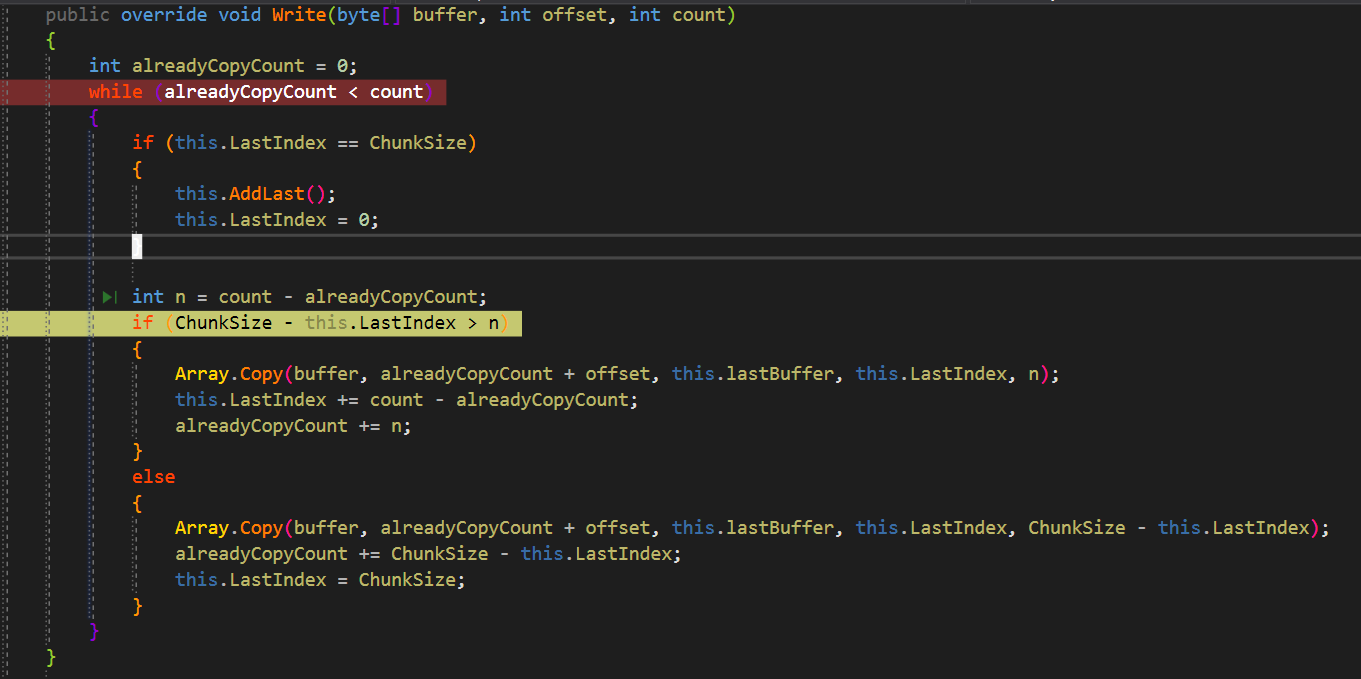 public override void Write(byte[] buffer, int offset, int count)
{
int alreadyCopyCount = 0;
while (alreadyCopyCount < count)
{
if (this.LastIndex == ChunkSize)
{
this.AddLast();
this.LastIndex = 0;
}
int n = count - alreadyCopyCount;
if (ChunkSize - this.LastIndex > n)
{
Array.Copy(buffer, alreadyCopyCount + offset, this.lastBuffer, this.LastIndex, n);
this.LastIndex += count - alreadyCopyCount;
alreadyCopyCount += n;
}
else
{
Array.Copy(buffer, alreadyCopyCount + offset, this.lastBuffer, this.LastIndex, ChunkSize - this.LastIndex);
alreadyCopyCount += ChunkSize - this.LastIndex;
this.LastIndex = ChunkSize;
}
}
}